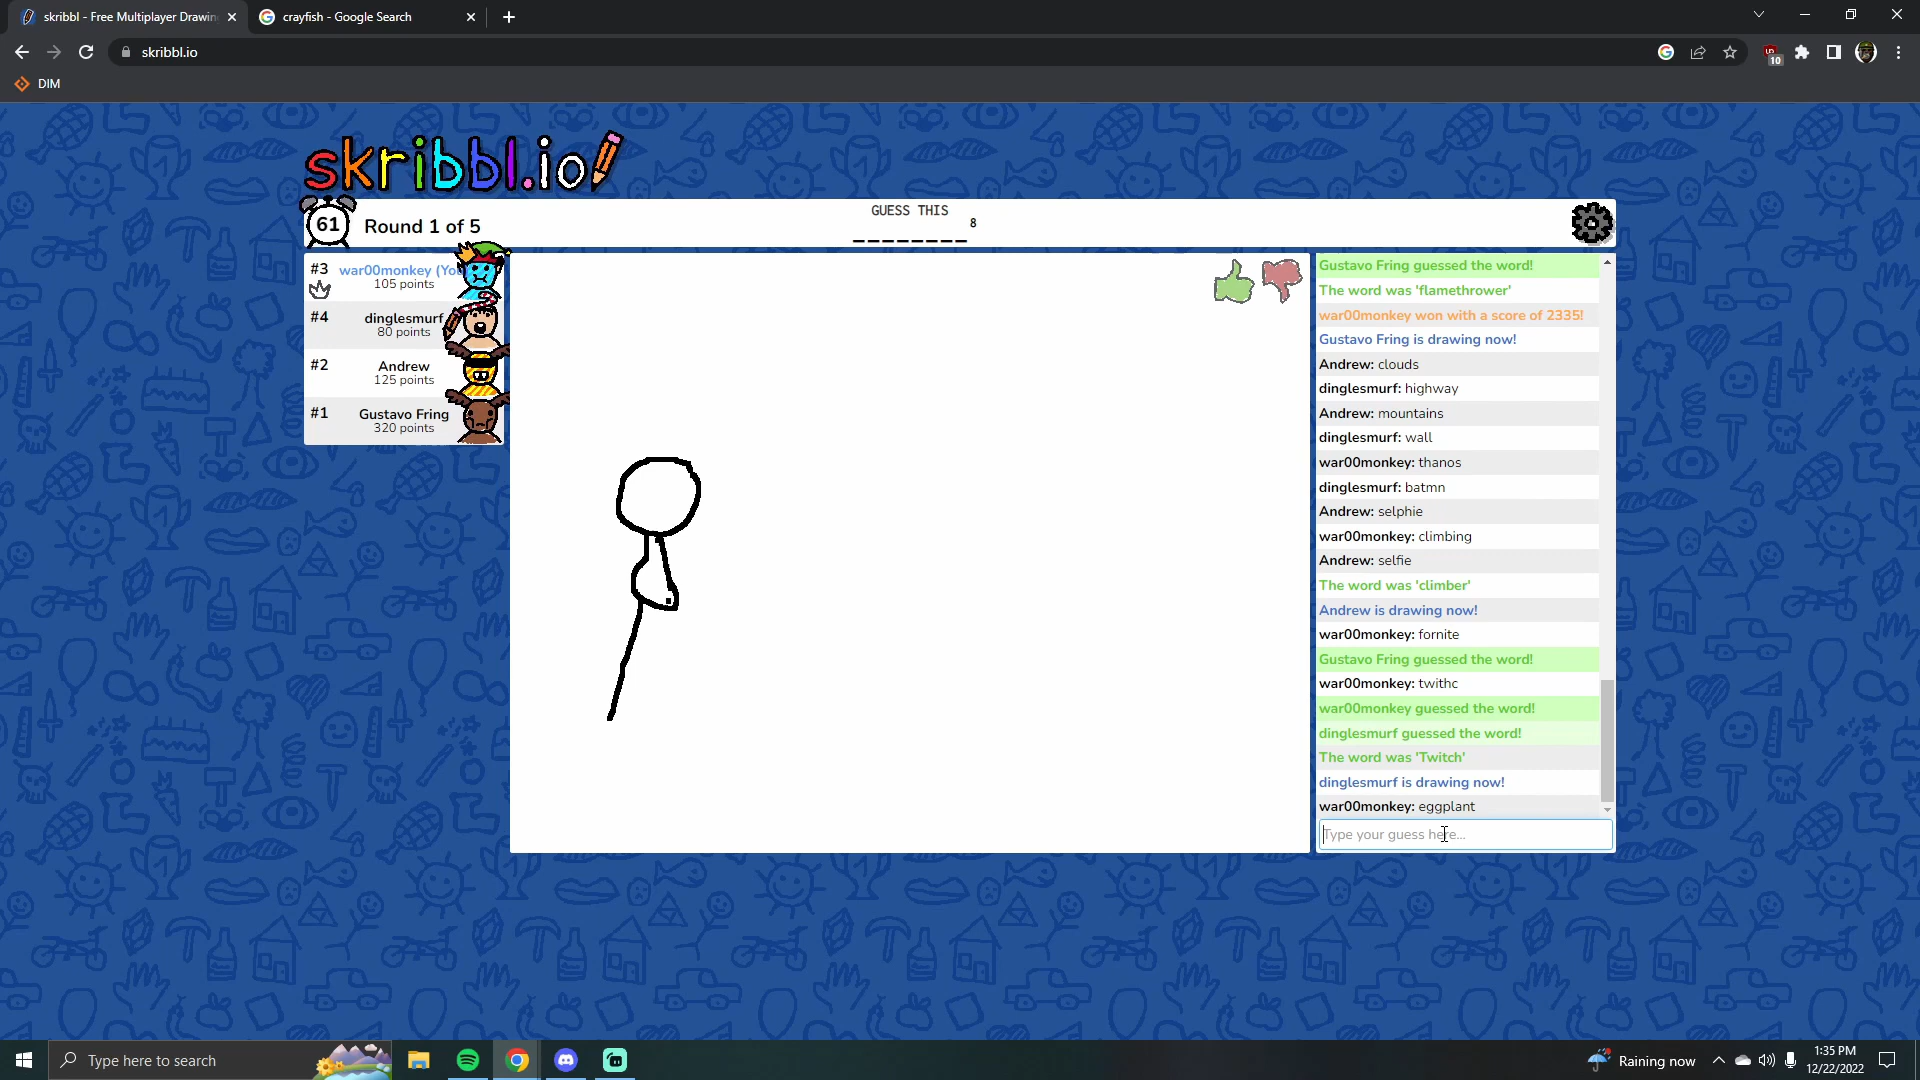 skribbl - Free Multiplayer Drawin
crayfish - Google Search
skribbl.io
10
DIM
skribbl.io
61
Round 1 of 5
GUESS THIS
________ 8
#3
war00monkey (You
105 points
#4
dinglesmurf
80 points
#2
Andrew
125 points
#1
Gustavo Fring
320 points
Gustavo Fring guessed the word!
The word was 'flamethrower'
war00monkey won with a score of 2335!
Gustavo Fring is drawing now!
Andrew: clouds
dinglesmurf: highway
Andrew: mountains
dinglesmurf: wall
war00monkey: thanos
dinglesmurf: batmn
Andrew: selphie
war00monkey: climbing
Andrew: selfie
The word was 'climber'
Andrew is drawing now!
war00monkey: fornite
Gustavo Fring guessed the word!
war00monkey: twithc
war00monkey guessed the word!
dinglesmurf guessed the word!
The word was 'Twitch'
dinglesmurf is drawing now!
war00monkey: eggplant
Type your guess here...
Type here to search
Raining now
1:35 PM
12/22/2022